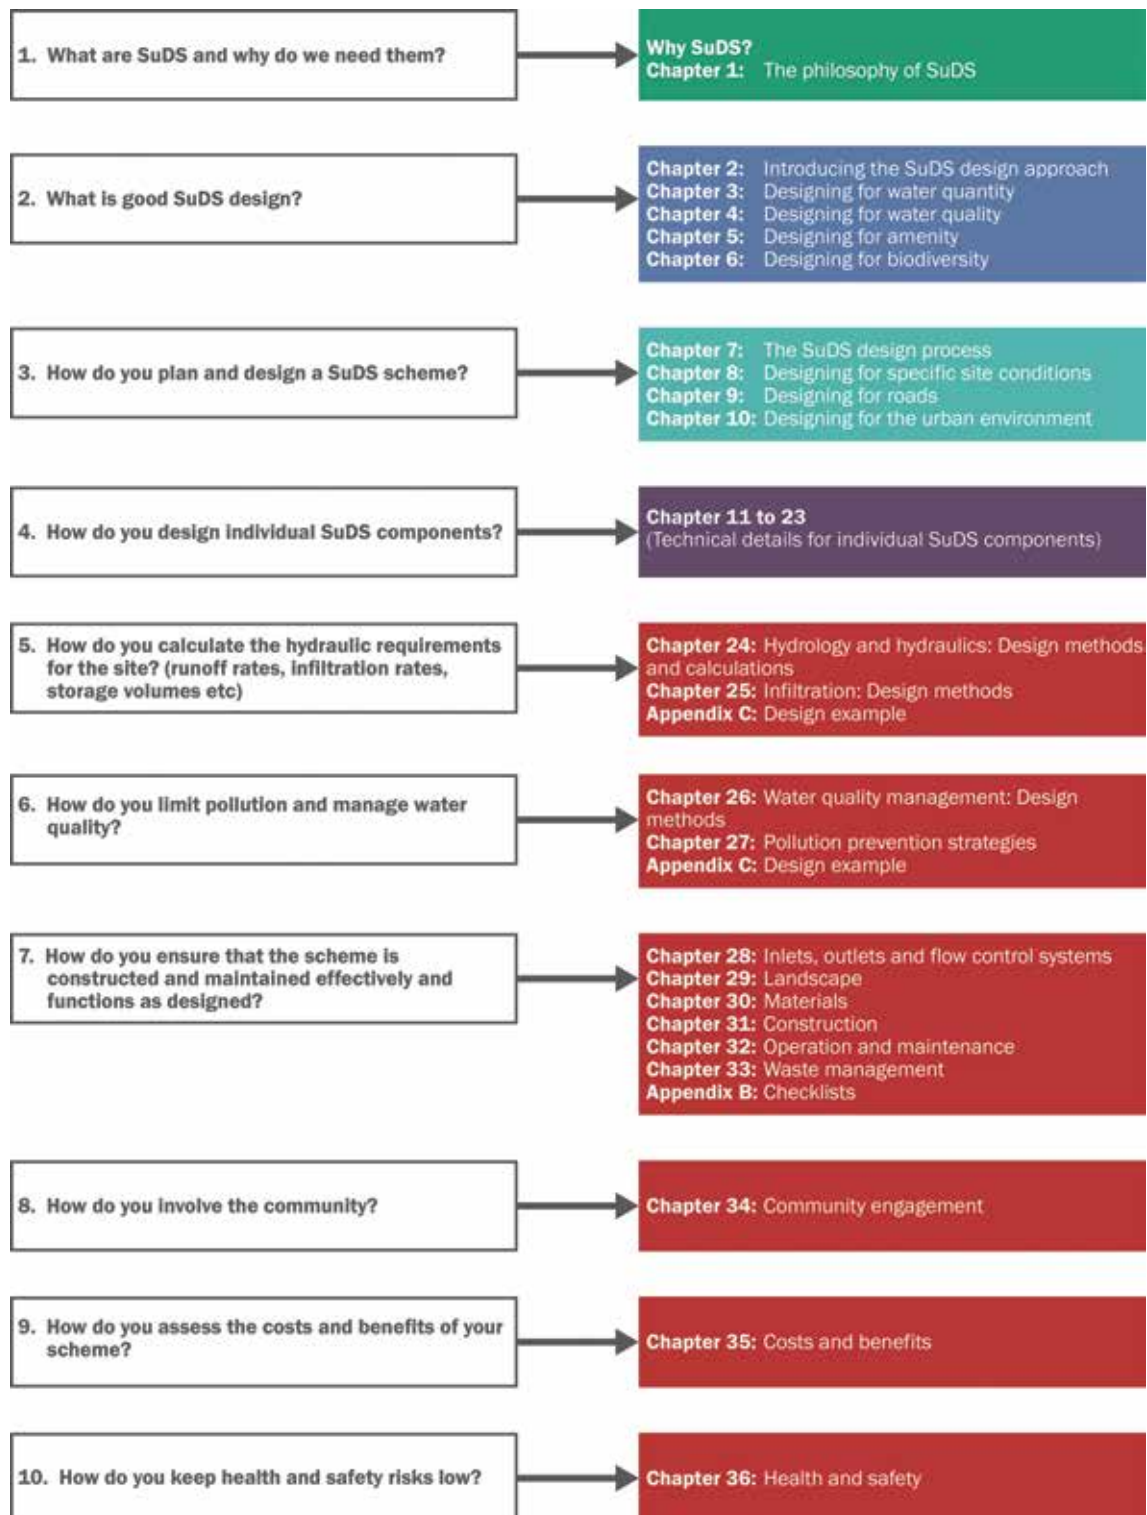 1. What are SuDS and why do we need them?
Why SuDS?
Chapter 1: The philosophy of SuDS
2. What is good SuDS design?
Chapter 2: Introducing the SuDS design approach
Chapter 3: Designing for water quantity
Chapter 4: Designing for water quality
Chapter 5: Designing for amenity
Chapter 6: Designing for biodiversity
3. How do you plan and design a SuDS scheme?
Chapter 7: The SuDS design process
Chapter 8: Designing for specific site conditions
Chapter 9: Designing for roads
Chapter 10: Designing for the urban environment
4. How do you design individual SuDS components?
Chapter 11 to 23
(Technical details for individual SuDS components)
5. How do you calculate the hydraulic requirements
for the site? (runoff rates, infiltration rates,
storage volumes etc)
Chapter 24: Hydrology and hydraulics: Design methods
and calculations
Chapter 25: Infiltration: Design methods
Appendix C: Design example
6. How do you limit pollution and manage water
quality?
Chapter 26: Water quality management: Design
methods
Chapter 27: Pollution prevention strategies
Appendix C: Design example
7. How do you ensure that the scheme is
constructed and maintained effectively and
functions as designed?
Chapter 28: Inlets, outlets and flow control systems
Chapter 29: Landscape
Chapter 30: Materials
Chapter 31: Construction
Chapter 32: Operation and maintenance
Chapter 33: Waste management
Appendix B: Checklists
8. How do you involve the community?
Chapter 34: Community engagement
9. How do you assess the costs and benefits of your
scheme?
Chapter 35: Costs and benefits
10. How do you keep health and safety risks low?
Chapter 36: Health and safety